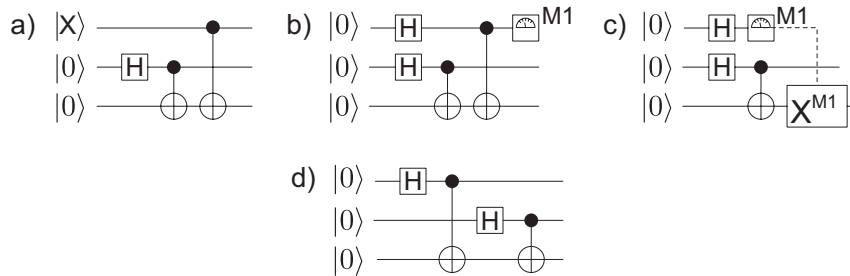 a) |X⟩
|0⟩ H
|0⟩
b) |0⟩ H M1
|0⟩ H
|0⟩
c) |0⟩ H M1
|0⟩ H
|0⟩ X^M1
d) |0⟩ H
|0⟩ H
|0⟩